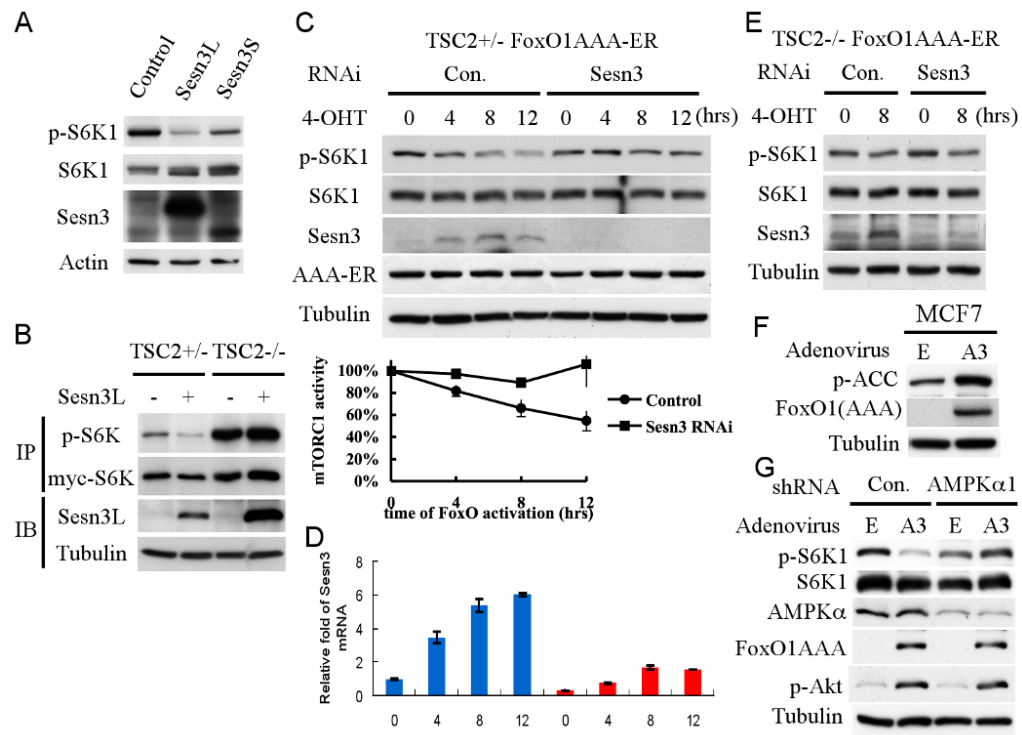 A
Control
Sesn3L
Sesn3S
p-S6K1
S6K1
Sesn3
Actin
B
TSC2+/- TSC2-/-
Sesn3L - + - +
IP
p-S6K
myc-S6K
IB
Sesn3L
Tubulin
C
TSC2+/- FoxO1AAA-ER
RNAi Con. Sesn3
4-OHT 0 4 8 12 0 4 8 12 (hrs)
p-S6K1
S6K1
Sesn3
AAA-ER
Tubulin
mTORC1 activity
100%
80%
60%
40%
20%
0%
0 4 8 12
time of FoxO activation (hrs)
Control
Sesn3 RNAi
D
Relative fold of Sesn3
mRNA
8
6
4
2
0
0 4 8 12 0 4 8 12
E
TSC2-/- FoxO1AAA-ER
RNAi Con. Sesn3
4-OHT 0 8 0 8 (hrs)
p-S6K1
S6K1
Sesn3
Tubulin
F
MCF7
Adenovirus E A3
p-ACC
FoxO1(AAA)
Tubulin
G
shRNA Con. AMPKα1
Adenovirus E A3 E A3
p-S6K1
S6K1
AMPKα
FoxO1AAA
p-Akt
Tubulin